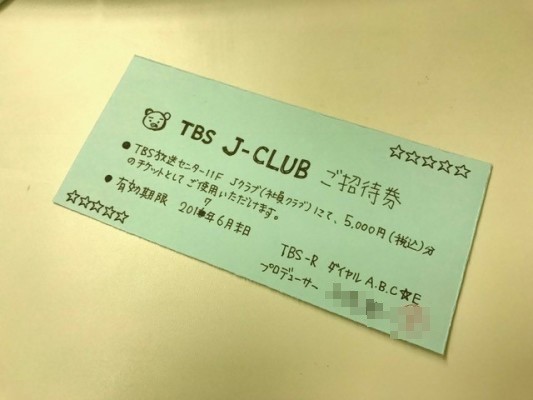 TBS J-CLUB ご招待券
☆☆☆☆☆
● TBS放送センター11F Jクラブ(社員クラブ)にて、5,000円(税込)分
のチケットとしてご使用いただけます。
7
● 有効期限 201年6月末日
☆☆☆☆☆
TBS-R ダイヤル A・B・C☆E
プロデューサー